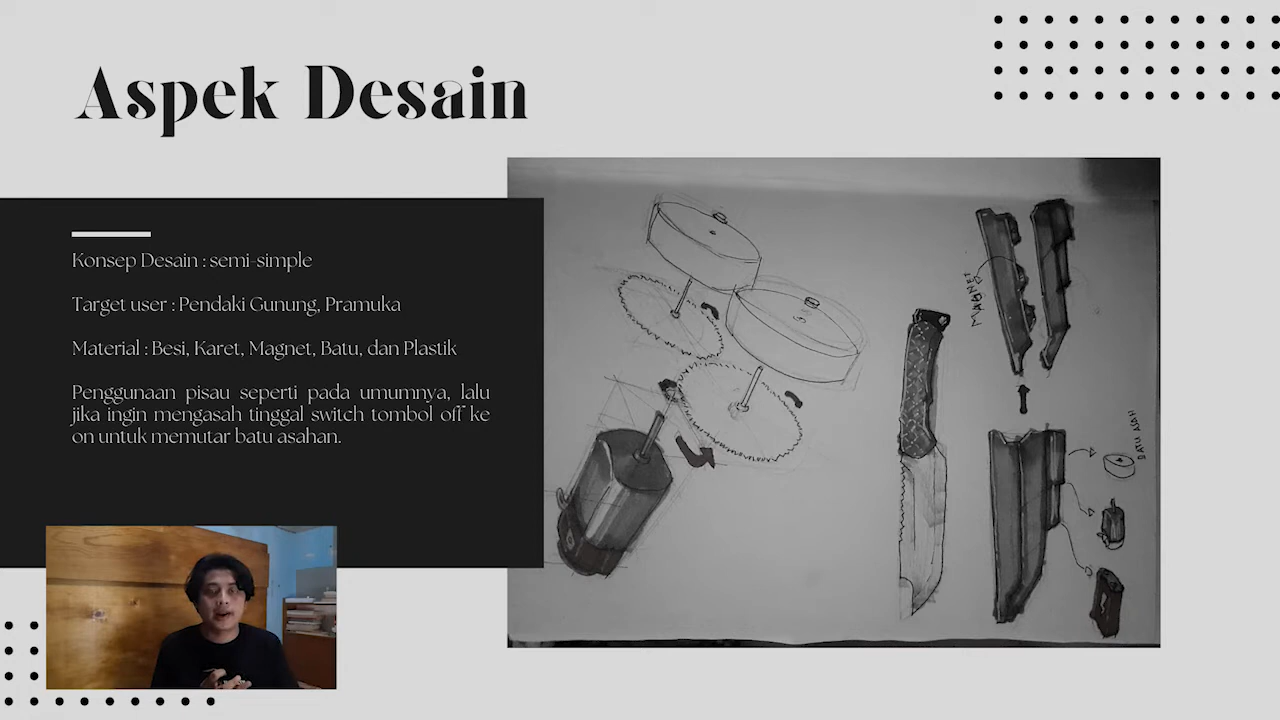 Aspek Desain
Konsep Desain : semi-simple
Target user : Pendaki Gunung, Pramuka
Material : Besi, Karet, Magnet, Batu, dan Plastik
Penggunaan pisau seperti pada umumnya, lalu
jika ingin mengasah tinggal switch tombol off ke
on untuk memutar batu asahan.
MAGNET
BATU ASAH